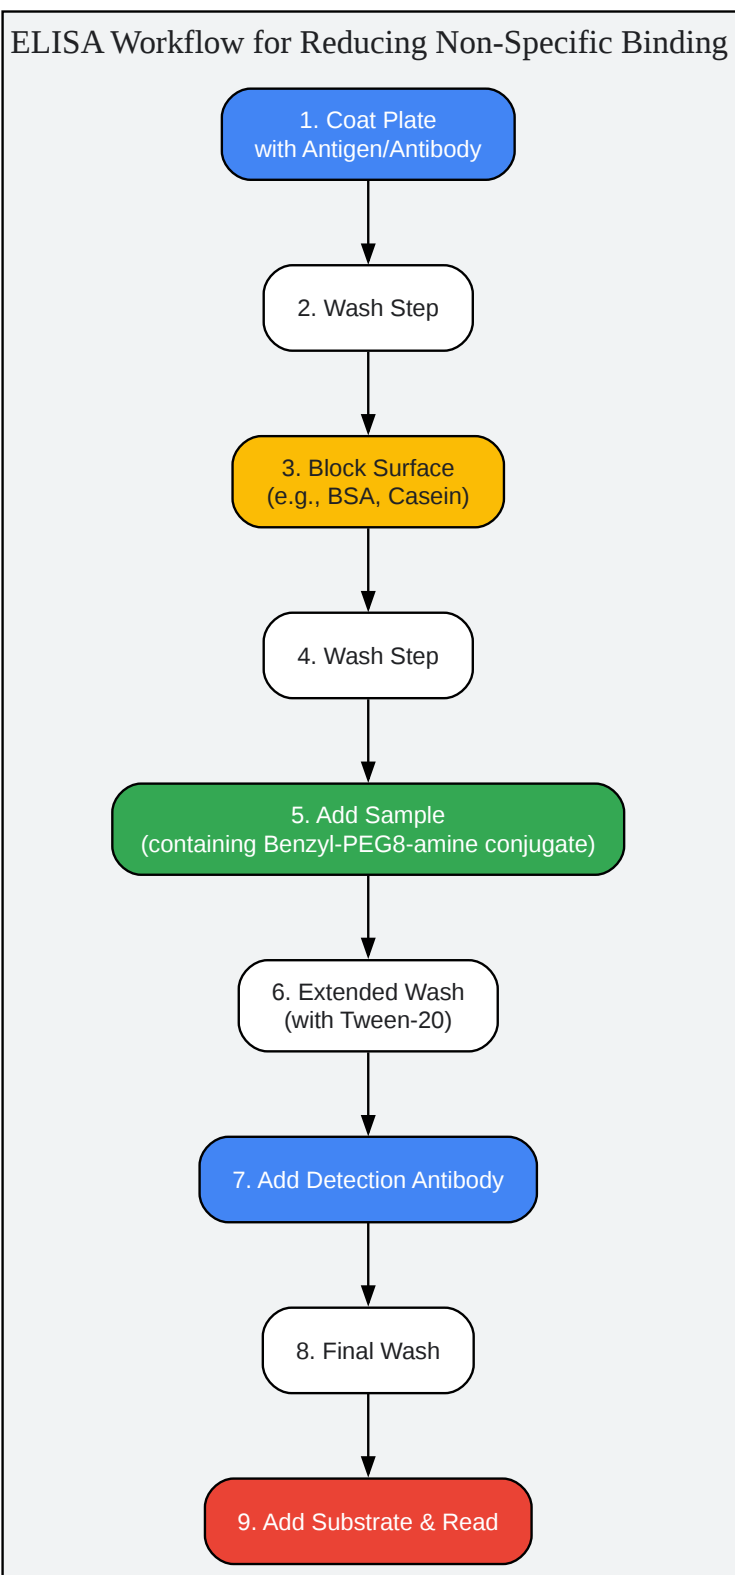 ELISA Workflow for Reducing Non-Specific Binding
1. Coat Plate
with Antigen/Antibody
2. Wash Step
3. Block Surface
(e.g., BSA, Casein)
4. Wash Step
5. Add Sample
(containing Benzyl-PEG8-amine conjugate)
6. Extended Wash
(with Tween-20)
7. Add Detection Antibody
8. Final Wash
9. Add Substrate & Read